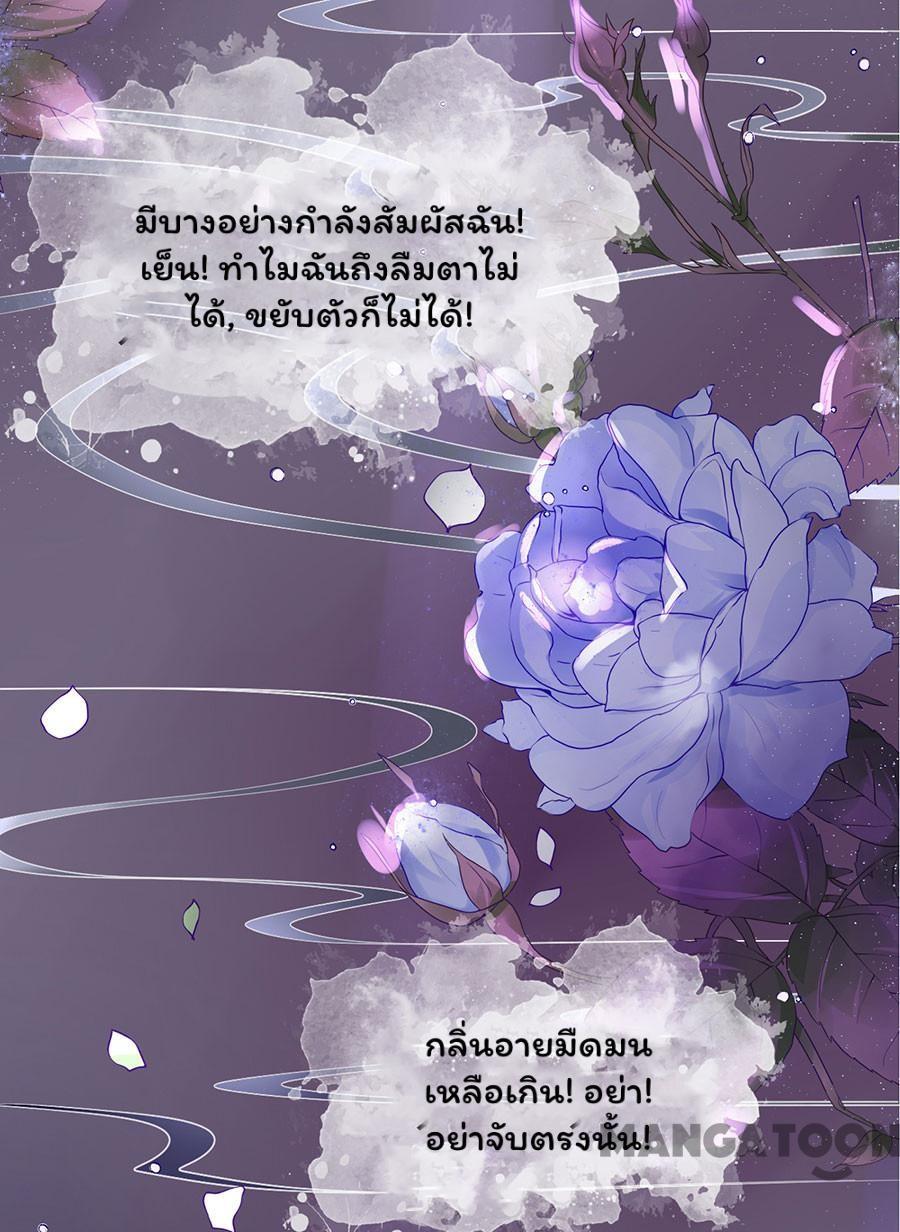 มีบางอย่างกำลังสัมผัสฉัน!
เย็น! ทำไมฉันถึงลืมตาไม่
ได้, ขยับตัวก็ไม่ได้!
กลิ่นอายมืดมน
เหลือเกิน! อย่า!
อย่าจับตรงนั้น!
MANGATOON